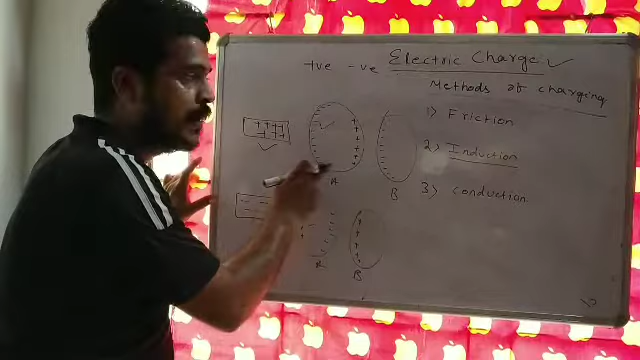 +ve -ve Electric Charge ✓
Methods of charging
1) Friction
2) Induction
3) Conduction
A
B
A
B